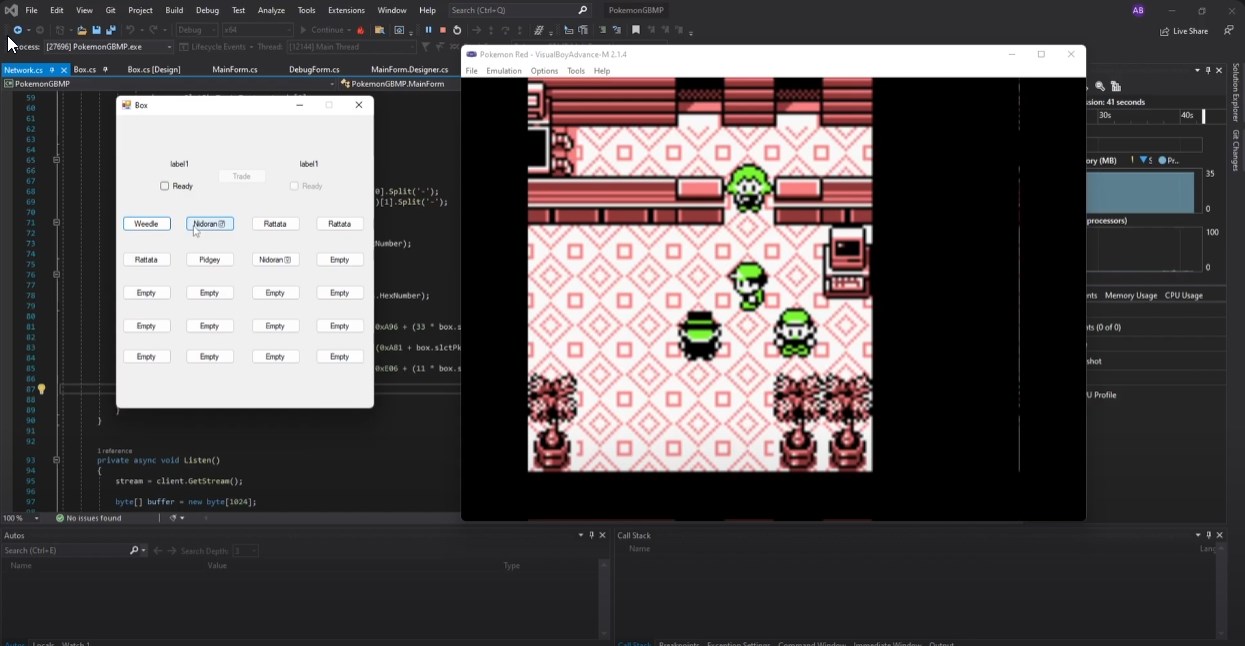 File Edit View Git Project Build Debug Test Analyze Tools Extensions Window Help Search (Ctrl+Q) PokemonGBMP AB
Debug x64 Continue Live Share
ocess: [27696] PokemonGBMP.exe Lifecycle Events Thread: [12144] Main Thread
Network.cs Box.cs Box.cs [Design] MainForm.cs DebugForm.cs MainForm.Designer.cs
PokemonGBMP PokemonGBMP.MainForm
Pokemon Red - VisualBoyAdvance-M 2.1.4
File Emulation Options Tools Help
Box
label1 label1
Ready Trade Ready
Weedle Nidoran Rattata Rattata
Rattata Pidgey Nidoran Empty
Empty Empty Empty Empty
Empty Empty Empty Empty
Empty Empty Empty Empty
59
60
61
62
63
64
65
66
67
68 0].Split('-');
69 )[i].Split('-');
70
71
72
73 Number);
74
75
76
77
78 .HexNumber);
79
80
81 0xA96 + (33 * box.s
82
83 (0xA81 + box.slctPk
84
85 0xE06 + (11 * box.s
86
87
88
89 }
90 }
91
92
1 reference
93 private async void Listen()
94 {
95 stream = client.GetStream();
96
97 byte[] buffer = new byte[1024];
100 % No issues found
ssion: 41 seconds
30s 40s
ory (MB) S Pr...
35
0
processors)
100
0
nts Memory Usage CPU Usage
ts (0 of 0)
shot
U Profile
Solution Explorer
Git Changes
Autos
Search (Ctrl+E) Search Depth: 3
Name Value Type
Call Stack
Name Lang
Autos Locals Watch 1
Call Stack Breakpoints Exception Settings Command Window Immediate Window Output